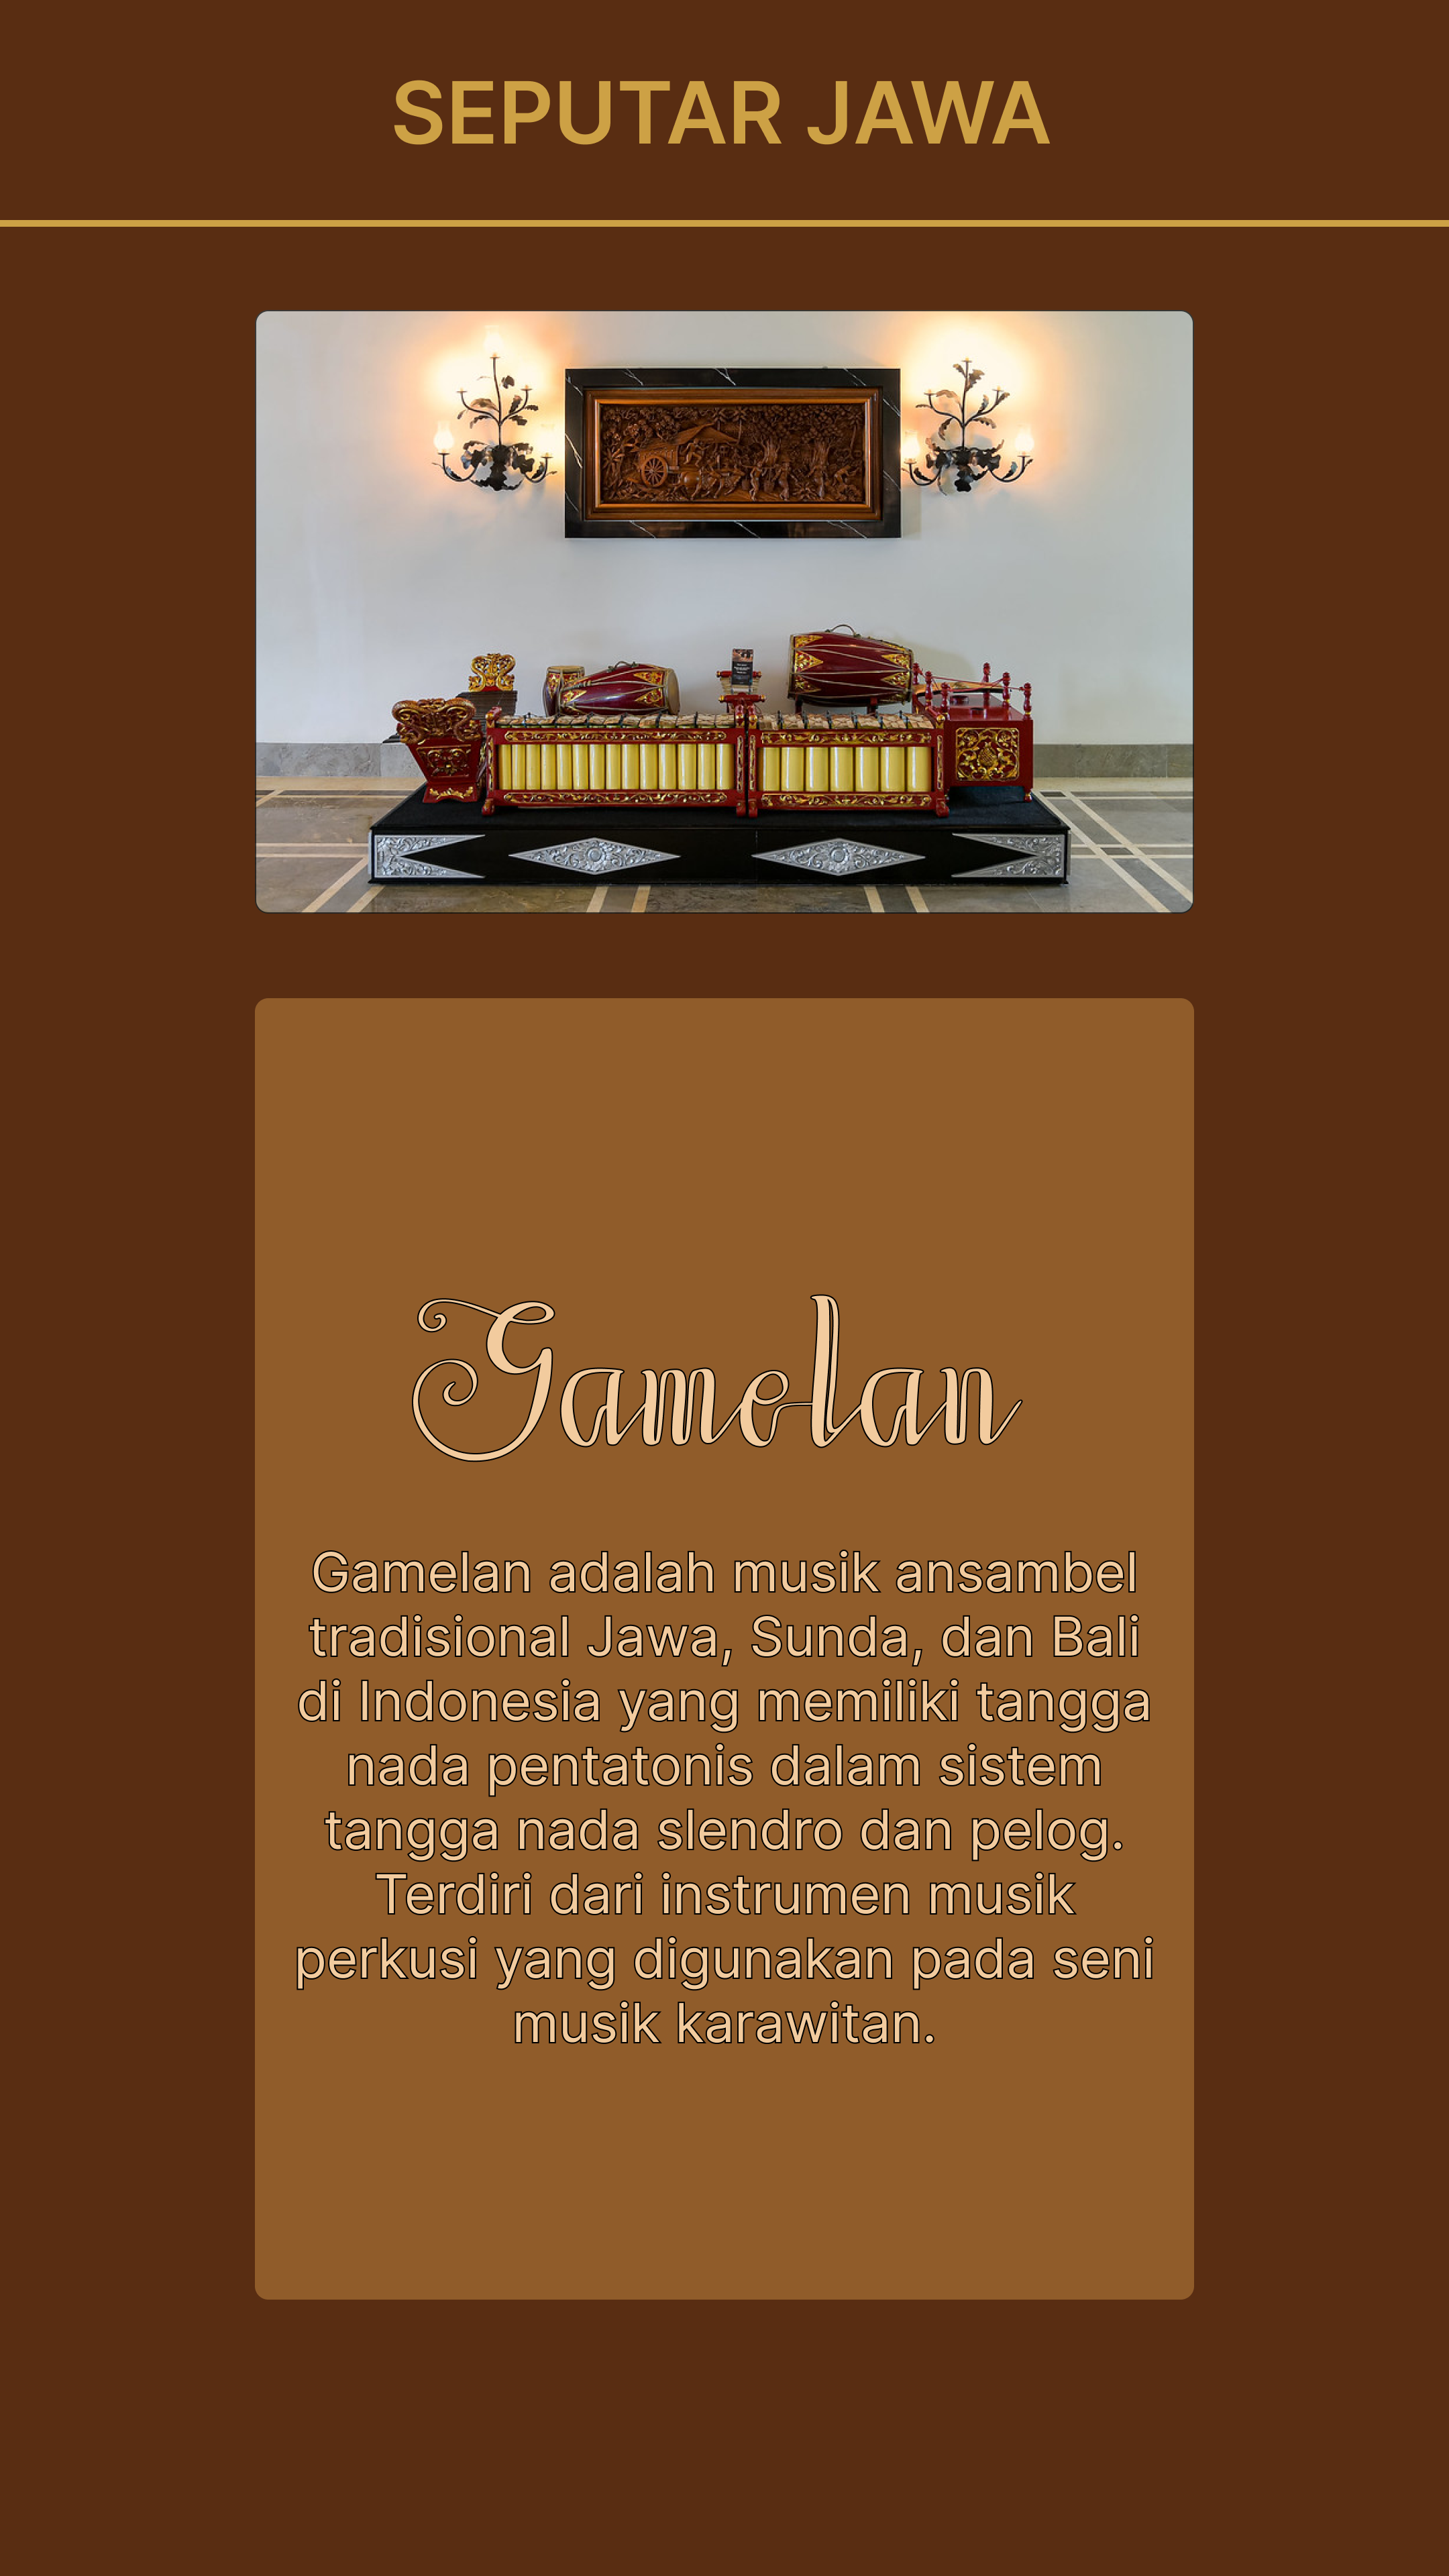 SEPUTAR JAWA
Gamelan
Gamelan adalah musik ansambel
tradisional Jawa, Sunda, dan Bali
di Indonesia yang memiliki tangga
nada pentatonis dalam sistem
tangga nada slendro dan pelog.
Terdiri dari instrumen musik
perkusi yang digunakan pada seni
musik karawitan.